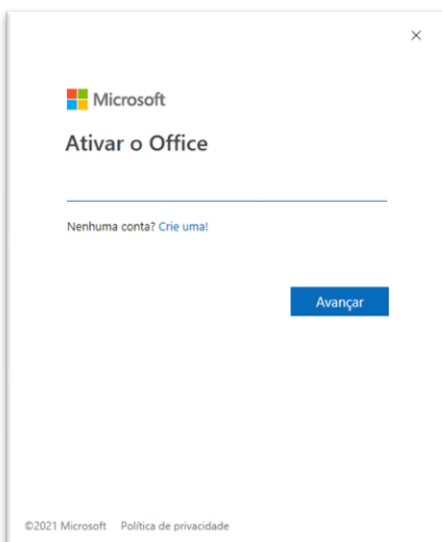 Microsoft
Ativar o Office
Nenhuma conta? Crie uma!
Avançar
©2021 Microsoft Política de privacidade